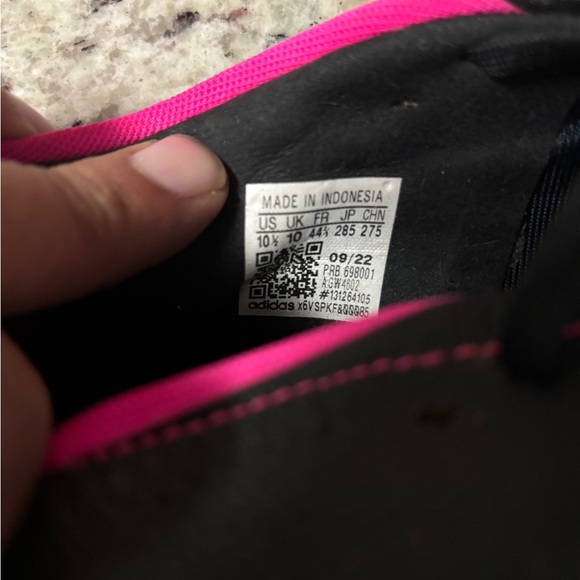 MADE IN INDONESIA
US UK FR JP CHN
10½ 10 44⅔ 285 275
09/22
PRB 698001
#131264105
adidas